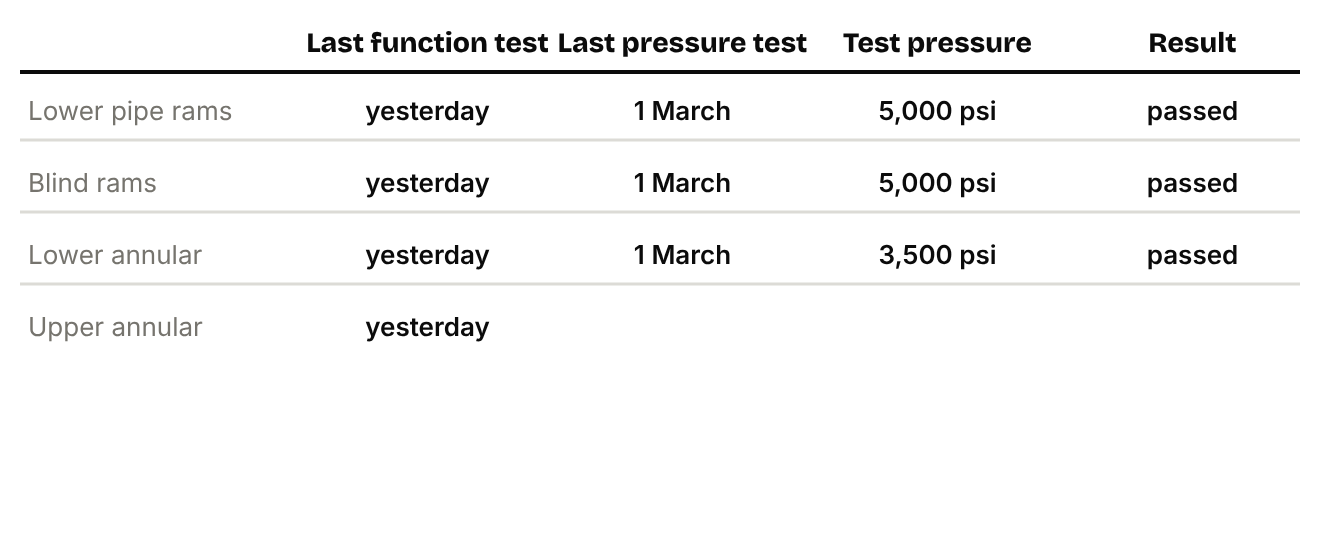 Last function test Last pressure test Test pressure Result
Lower pipe rams yesterday 1 March 5,000 psi passed
Blind rams yesterday 1 March 5,000 psi passed
Lower annular yesterday 1 March 3,500 psi passed
Upper annular yesterday